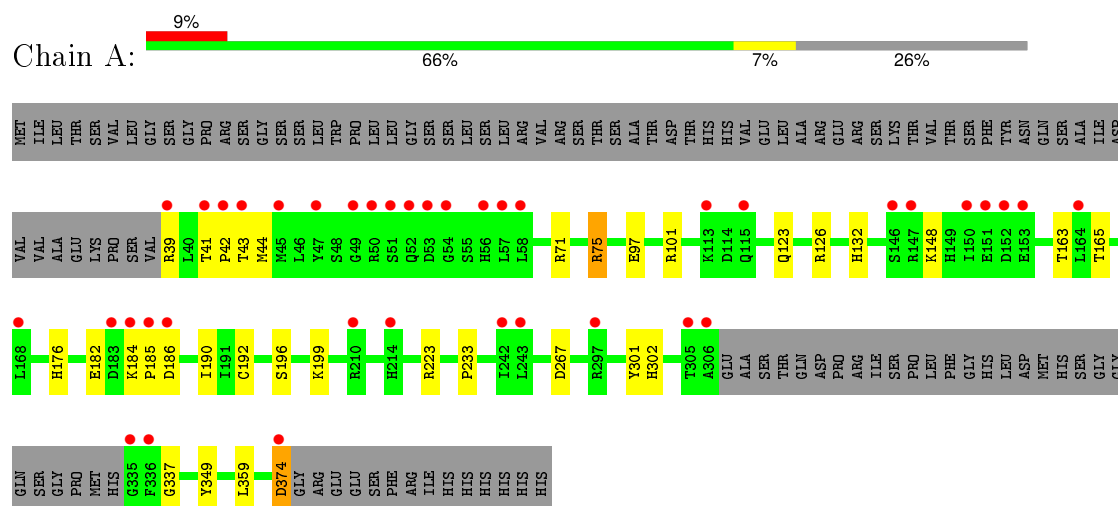 9%
Chain A:
66% 7% 26%
MET ILE LEU THR SER VAL LEU GLY SER GLY PRO ARG SER GLY SER SER LEU TRP PRO LEU LEU GLY SER SER LEU SER LEU ARG VAL ARG SER THR SER ALA THR ASP THR HIS HIS VAL GLU LEU ALA ARG GLU ARG SER LYS THR VAL THR SER PHE TYR ASN GLN SER ALA ILE ASP
VAL VAL ALA GLU LYS PRO SER VAL R39 L40 T41 P42 T43 M44 M45 L46 Y47 S48 G49 R50 S51 Q52 D53 G54 S55 H56 L57 L58 R71 R75 E97 R101 K113 D114 Q115 Q123 R126 H132 S146 R147 K148 H149 I150 E151 D152 E153 T163 L164 T165
L168 H176 E182 D183 K184 P185 D186 I190 I191 C192 S196 K199 R210 H214 R223 P233 I242 L243 D267 R297 Y301 H302 T305 A306 GLU ALA SER THR GLN ASP PRO ARG ILE SER PRO LEU PHE GLY HIS LEU ASP MET HIS SER GLY GLY
GLN SER GLY PRO MET HIS G335 F336 G337 Y349 L359 D374 GLY ARG GLU GLU SER PHE ARG ILE HIS HIS HIS HIS HIS HIS